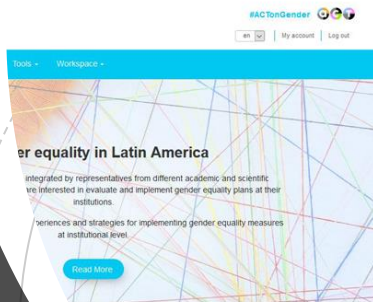 #ACTonGender act
en My account Log out
Tools Workspace
er equality in Latin America
integrated by representatives from different academic and scientific
are interested in evaluate and implement gender equality plans at their
institutions.
periences and strategies for implementing gender equality measures
at institutional level.
Read More